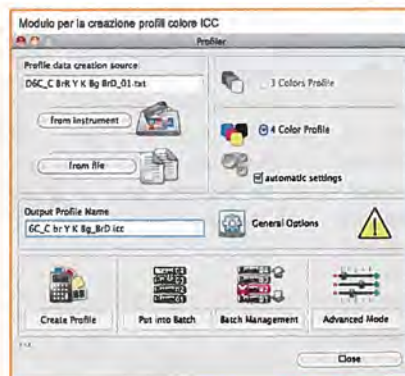 Modulo per la creazione profili colore ICC
Profiler
Profile data creation source
D6C_C BrR Y K Bg BrD_01.txt
from instrument
from file
3 Colors Profile
4 Color Profile
automatic settings
Output Profile Name
6C_C br Y K Bg_BrD icc
General Options
Create Profile
Put into Batch
Batch Management
Advanced Mode
Close